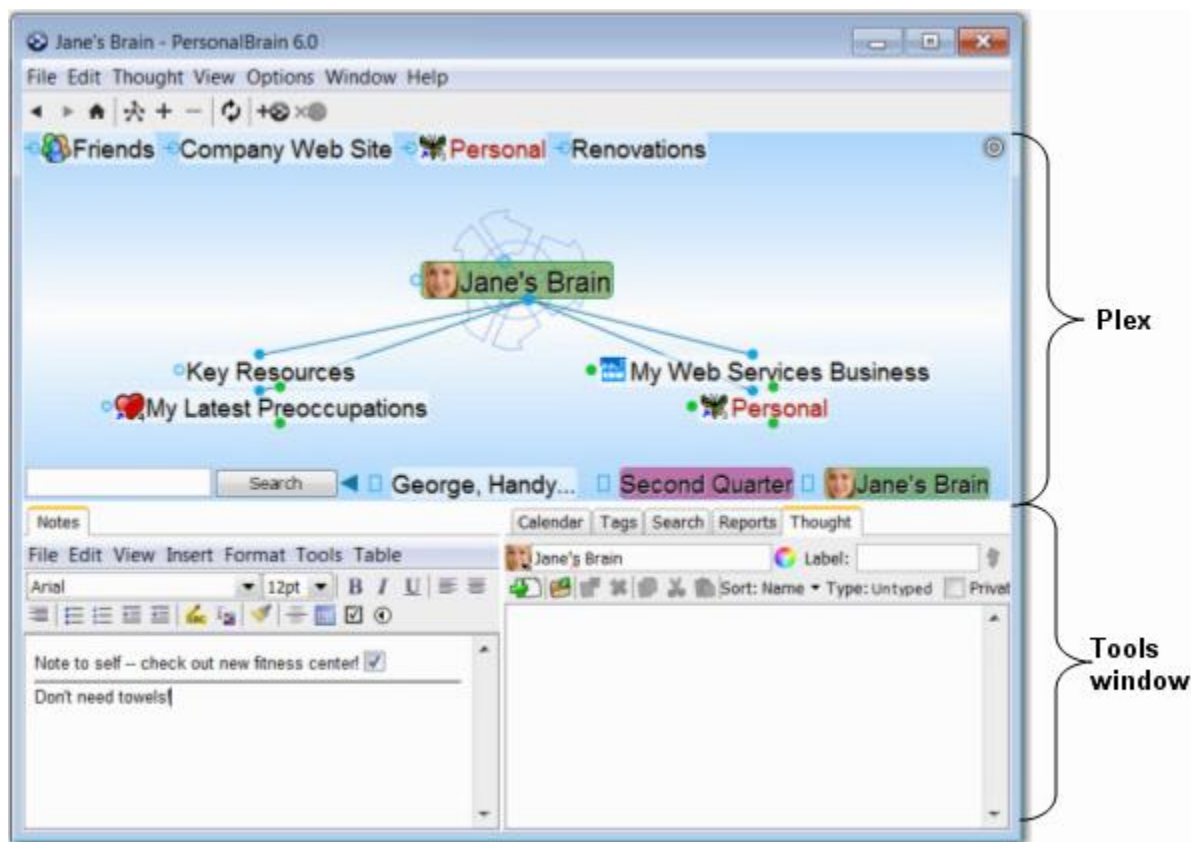 Jane's Brain - PersonalBrain 6.0
File Edit Thought View Options Window Help
Friends Company Web Site Personal Renovations
Jane's Brain
Key Resources My Web Services Business
My Latest Preoccupations Personal
Plex
Search George, Handy... Second Quarter Jane's Brain
Notes Calendar Tags Search Reports Thought
File Edit View Insert Format Tools Table
Jane's Brain Label:
Arial 12pt B I U
Sort: Name Type: Untyped Privat
Note to self -- check out new fitness center!
Don't need towels!
Tools
window